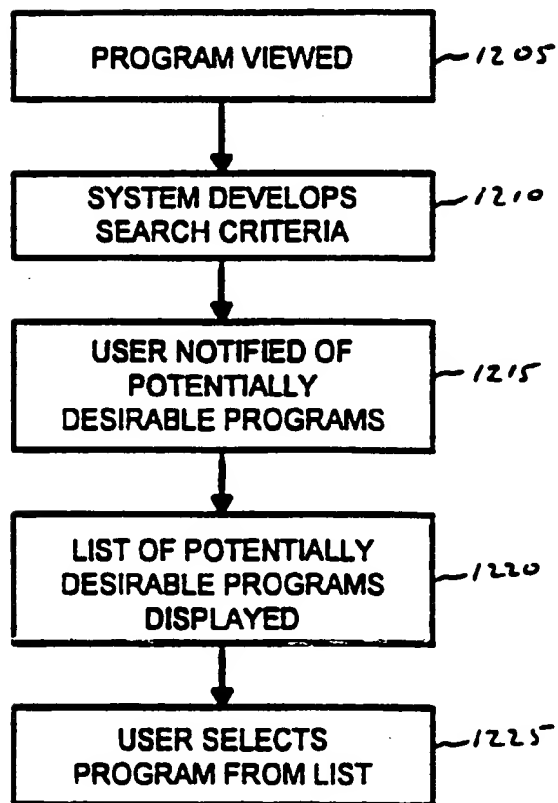 PROGRAM VIEWED
1205
SYSTEM DEVELOPS
SEARCH CRITERIA
1210
USER NOTIFIED OF
POTENTIALLY
DESIRABLE PROGRAMS
1215
LIST OF POTENTIALLY
DESIRABLE PROGRAMS
DISPLAYED
1220
USER SELECTS
PROGRAM FROM LIST
1225